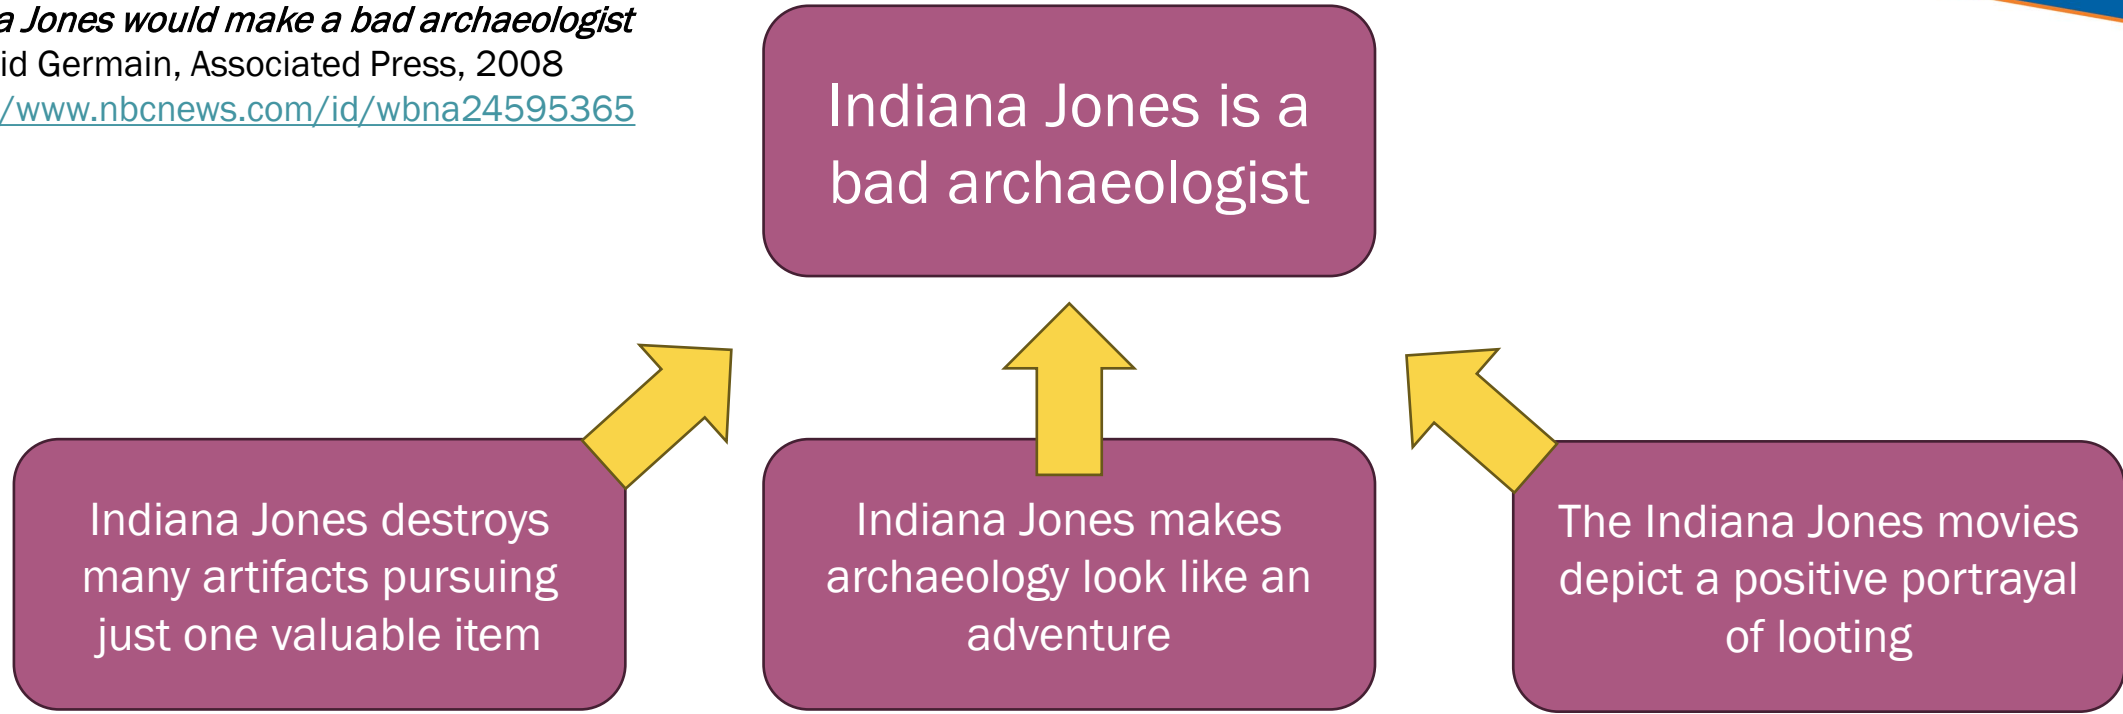 a Jones would make a bad archaeologist
id Germain, Associated Press, 2008
/www.nbcnews.com/id/wbna24595365
Indiana Jones is a
bad archaeologist
Indiana Jones destroys
many artifacts pursuing
just one valuable item
Indiana Jones makes
archaeology look like an
adventure
The Indiana Jones movies
depict a positive portrayal
of looting